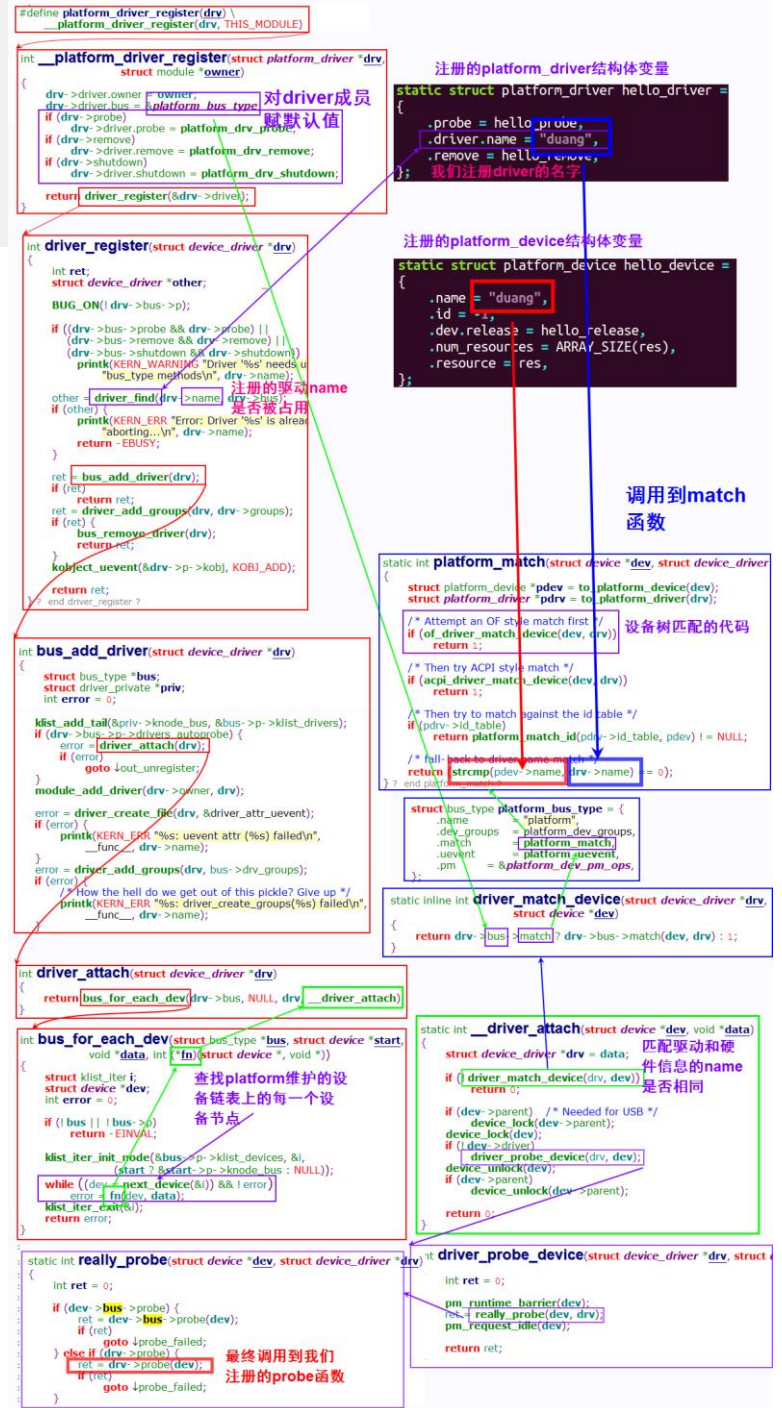 #define platform_driver_register(drv) \
__platform_driver_register(drv, THIS_MODULE)
int __platform_driver_register(struct platform_driver *drv,
struct module *owner)
{
drv->driver.owner = owner;
drv->driver.bus = &platform_bus_type;
if (drv->probe)
drv->driver.probe = platform_drv_probe;
if (drv->remove)
drv->driver.remove = platform_drv_remove;
if (drv->shutdown)
drv->driver.shutdown = platform_drv_shutdown;
return driver_register(&drv->driver);
}
对driver成员
赋默认值
注册的platform_driver结构体变量
static struct platform_driver hello_driver =
{
.probe = hello_probe,
.driver.name = "duang",
.remove = hello_remove,
};
我们注册driver的名字
注册的platform_device结构体变量
static struct platform_device hello_device =
{
.name = "duang",
.id = -1,
.dev.release = hello_release,
.num_resources = ARRAY_SIZE(res),
.resource = res,
};
int driver_register(struct device_driver *drv)
{
int ret;
struct device_driver *other;
BUG_ON(!drv->bus->p);
if ((drv->bus->probe && drv->probe) ||
(drv->bus->remove && drv->remove) ||
(drv->bus->shutdown && drv->shutdown))
printk(KERN_WARNING "Driver '%s' needs u
"bus_type methods\n", drv->name);
other = driver_find(drv->name, drv->bus);
if (other) {
printk(KERN_ERR "Error: Driver '%s' is alread
"aborting...\n", drv->name);
return -EBUSY;
}
ret = bus_add_driver(drv);
if (ret)
return ret;
ret = driver_add_groups(drv, drv->groups);
if (ret) {
bus_remove_driver(drv);
return ret;
}
kobject_uevent(&drv->p->kobj, KOBJ_ADD);
return ret;
} ? end driver_register ?
注册的驱动name
是否被占用
调用到match
函数
static int platform_match(struct device *dev, struct device_driver
{
struct platform_device *pdev = to_platform_device(dev);
struct platform_driver *pdrv = to_platform_driver(drv);
/* Attempt an OF style match first */
if (of_driver_match_device(dev, drv))
return 1;
/* Then try ACPI style match */
if (acpi_driver_match_device(dev, drv))
return 1;
/* Then try to match against the id table */
if (pdrv->id_table)
return platform_match_id(pdrv->id_table, pdev) != NULL;
/* fall-back to driver name match */
return (strcmp(pdev->name, drv->name) == 0);
} ? end platform_match ?
设备树匹配的代码
int bus_add_driver(struct device_driver *drv)
{
struct bus_type *bus;
struct driver_private *priv;
int error = 0;
klist_add_tail(&priv->knode_bus, &bus->p->klist_drivers);
if (drv->bus->p->drivers_autoprobe) {
error = driver_attach(drv);
if (error)
goto ↓out_unregister;
}
module_add_driver(drv->owner, drv);
error = driver_create_file(drv, &driver_attr_uevent);
if (error) {
printk(KERN_ERR "%s: uevent attr (%s) failed\n",
__func__, drv->name);
}
error = driver_add_groups(drv, bus->drv_groups);
if (error) {
/* How the hell do we get out of this pickle? Give up */
printk(KERN_ERR "%s: driver_create_groups(%s) failed\n",
__func__, drv->name);
}
struct bus_type platform_bus_type = {
.name = "platform",
.dev_groups = platform_dev_groups,
.match = platform_match,
.uevent = platform_uevent,
.pm = &platform_dev_pm_ops,
};
static inline int driver_match_device(struct device_driver *drv,
struct device *dev)
{
return drv->bus->match ? drv->bus->match(dev, drv) : 1;
}
int driver_attach(struct device_driver *drv)
{
return bus_for_each_dev(drv->bus, NULL, drv, __driver_attach)
}
int bus_for_each_dev(struct bus_type *bus, struct device *start,
void *data, int (*fn)(struct device *, void *))
{
struct klist_iter i;
struct device *dev;
int error = 0;
if (!bus || !bus->p)
return -EINVAL;
klist_iter_init_node(&bus->p->klist_devices, &i,
(start ? &start->p->knode_bus : NULL));
while ((dev = next_device(&i)) && !error)
error = fn(dev, data);
klist_iter_exit(&i);
return error;
}
查找platform维护的设
备链表上的每一个设
备节点
static int __driver_attach(struct device *dev, void *data)
{
struct device_driver *drv = data;
if (!driver_match_device(drv, dev))
return 0;
if (dev->parent) /* Needed for USB */
device_lock(dev->parent);
device_lock(dev);
if (!dev->driver)
driver_probe_device(drv, dev);
device_unlock(dev);
if (dev->parent)
device_unlock(dev->parent);
return 0;
}
匹配驱动和硬
件信息的name
是否相同
static int really_probe(struct device *dev, struct device_driver *drv)
{
int ret = 0;
if (dev->bus->probe) {
ret = dev->bus->probe(dev);
if (ret)
goto ↓probe_failed;
} else if (drv->probe) {
ret = drv->probe(dev);
if (ret)
goto ↓probe_failed;
}
最终调用到我们
注册的probe函数
int driver_probe_device(struct device_driver *drv, struct d
int ret = 0;
pm_runtime_barrier(dev);
ret = really_probe(dev, drv);
pm_request_idle(dev);
return ret;